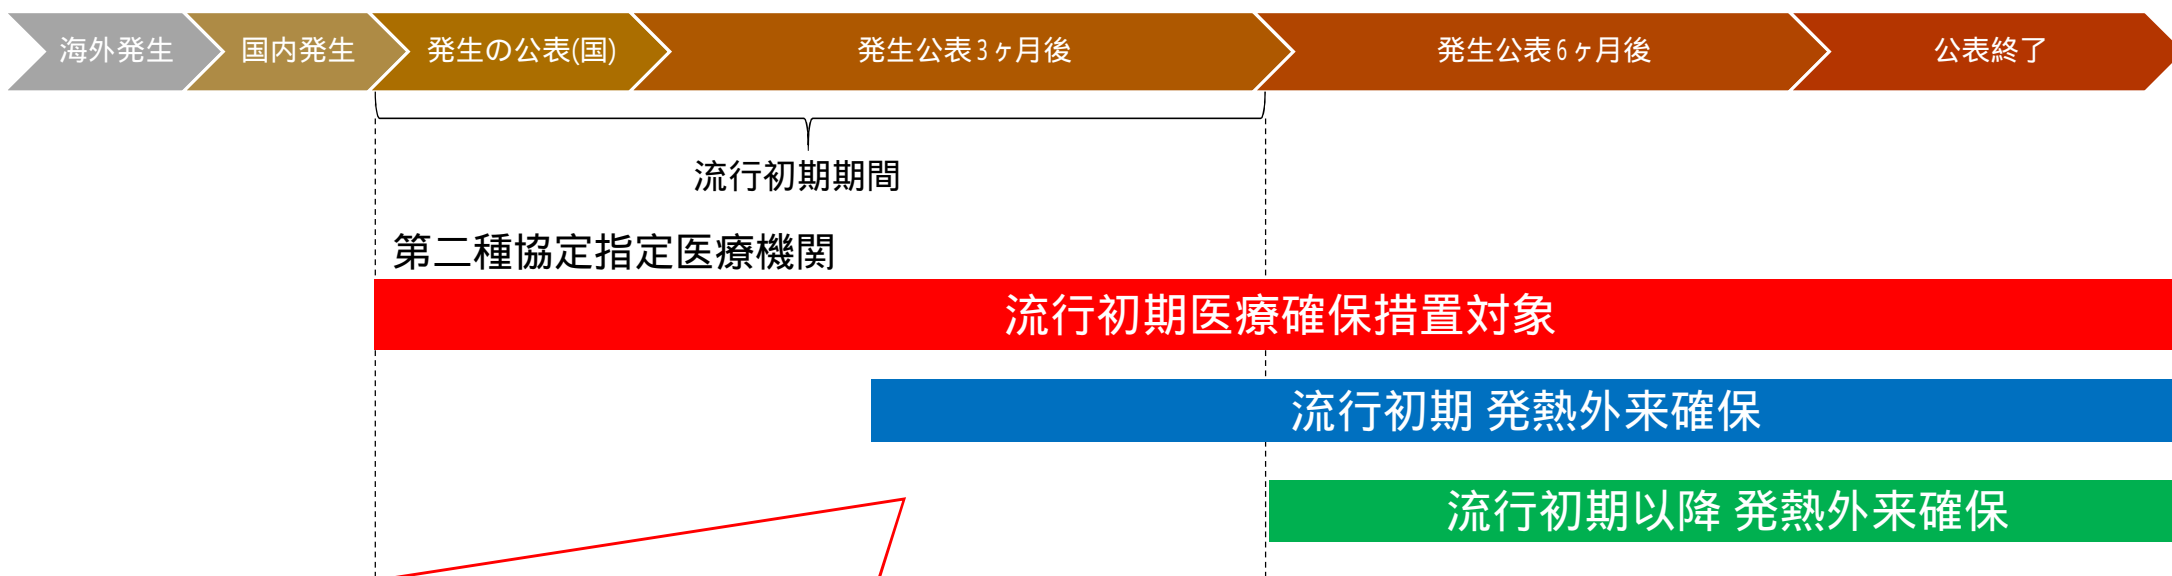 海外発生
国内発生
発生の公表(国)
発生公表3ヶ月後
発生公表6ヶ月後
公表終了
流行初期期間
第二種協定指定医療機関
流行初期医療確保措置対象
流行初期 発熱外来確保
流行初期以降 発熱外来確保